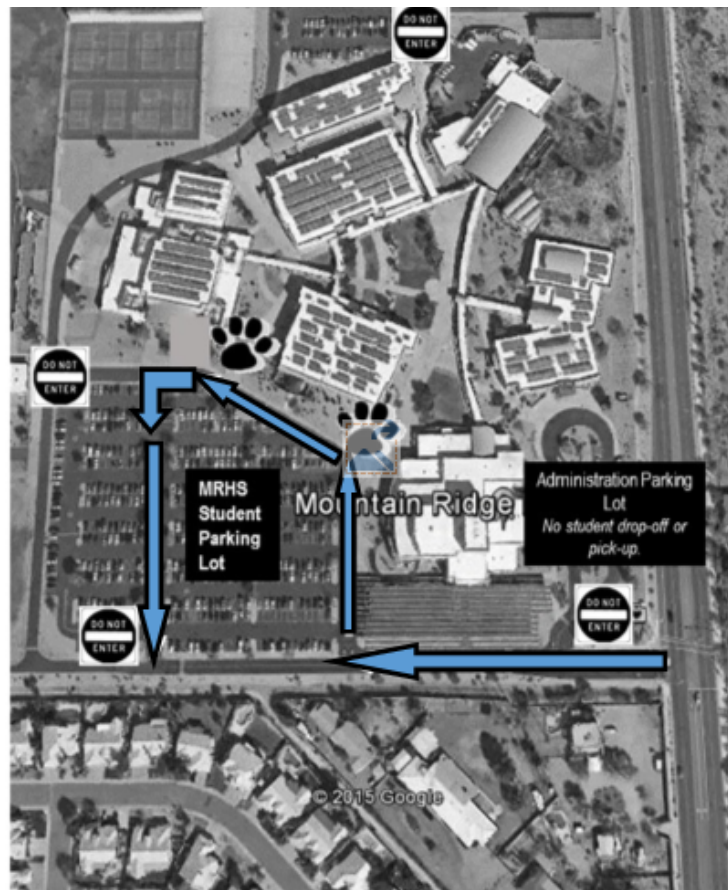 DO NOT
ENTER
DO NOT
ENTER
MRHS
Student
Parking
Lot
Mountain Ridge
Administration Parking
Lot
No student drop-off or
pick-up.
DO NOT
ENTER
DO NOT
ENTER
© 2015 Google